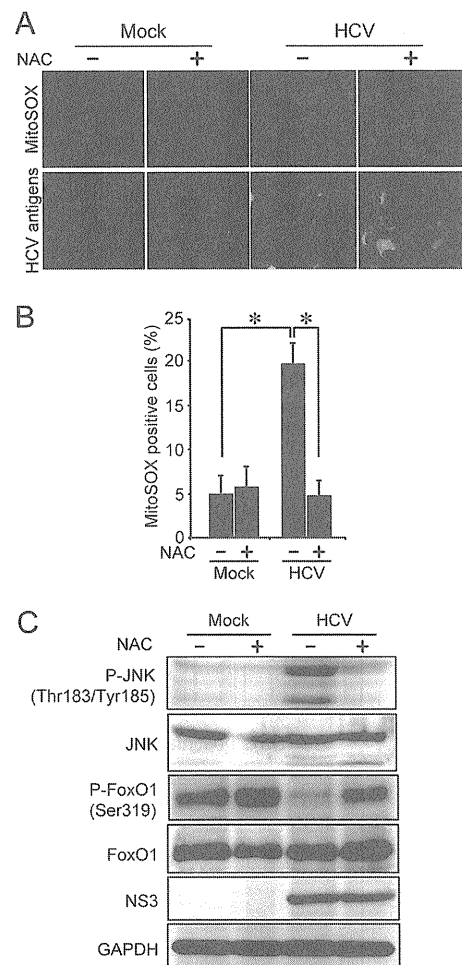 A
Mock HCV
NAC − + − +
MitoSOX
HCV antigens
B
MitoSOX positive cells (%)
25
20
15
10
5
0
* *
NAC − + − +
Mock HCV
C
Mock HCV
NAC − + − +
P-JNK
(Thr183/Tyr185)
JNK
P-FoxO1
(Ser319)
FoxO1
NS3
GAPDH